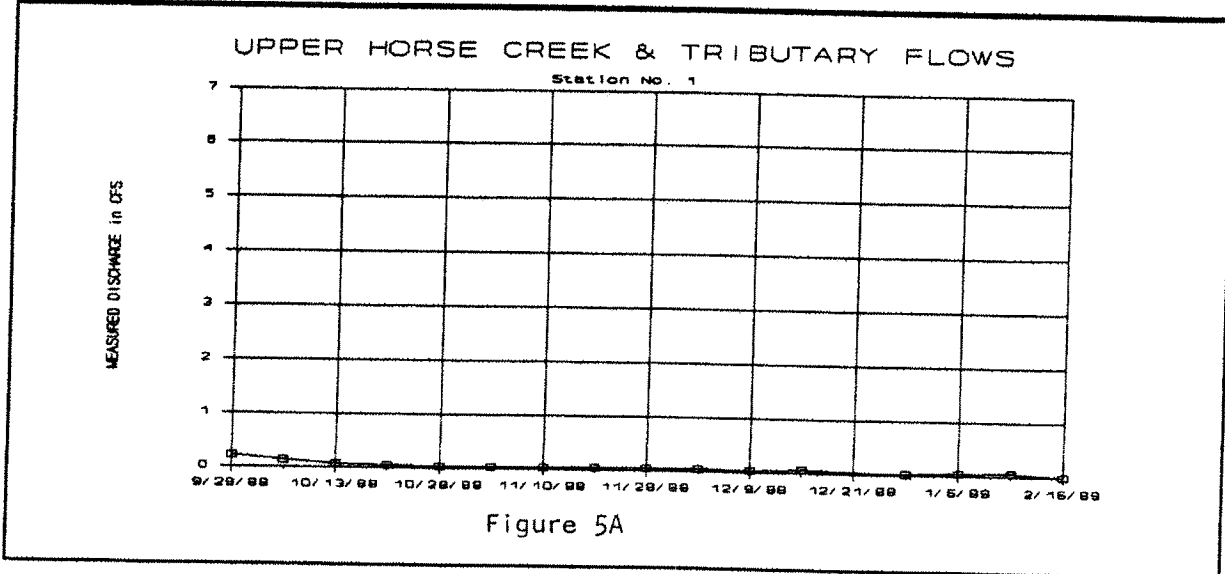 UPPER HORSE CREEK & TRIBUTARY FLOWS
Station No. 1
MEASURED DISCHARGE in CFS
7
6
5
4
3
2
1
0
9/29/88 10/13/88 10/28/88 11/10/88 11/28/88 12/9/88 12/21/88 1/5/89 2/16/89
Figure 5A